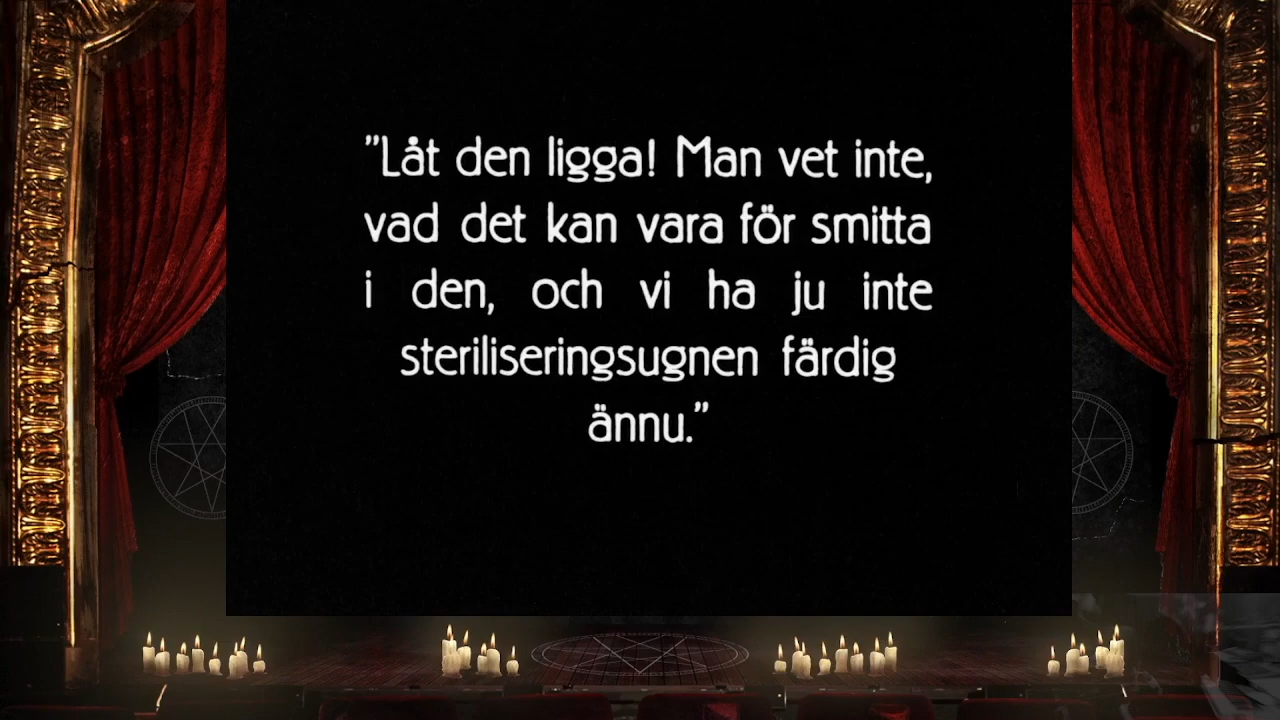 ”Låt den ligga! Man vet inte,
vad det kan vara för smitta
i den, och vi ha ju inte
steriliseringsugnen färdig
ännu.”